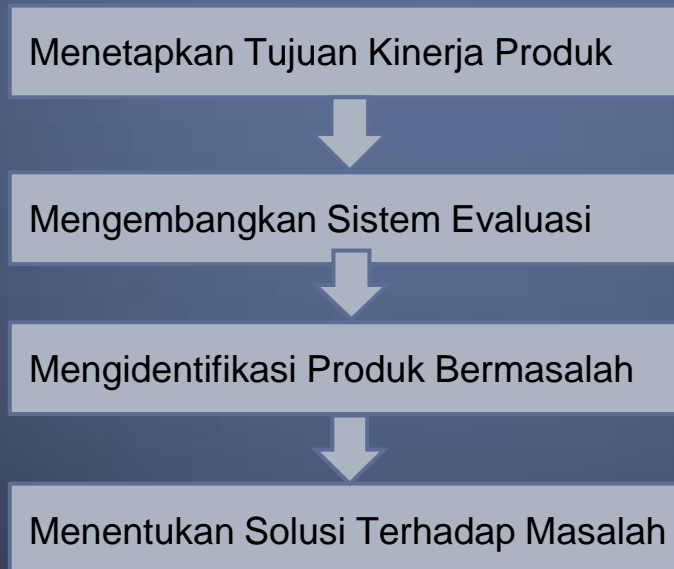 Menetapkan Tujuan Kinerja Produk
Mengembangkan Sistem Evaluasi
Mengidentifikasi Produk Bermasalah
Menentukan Solusi Terhadap Masalah